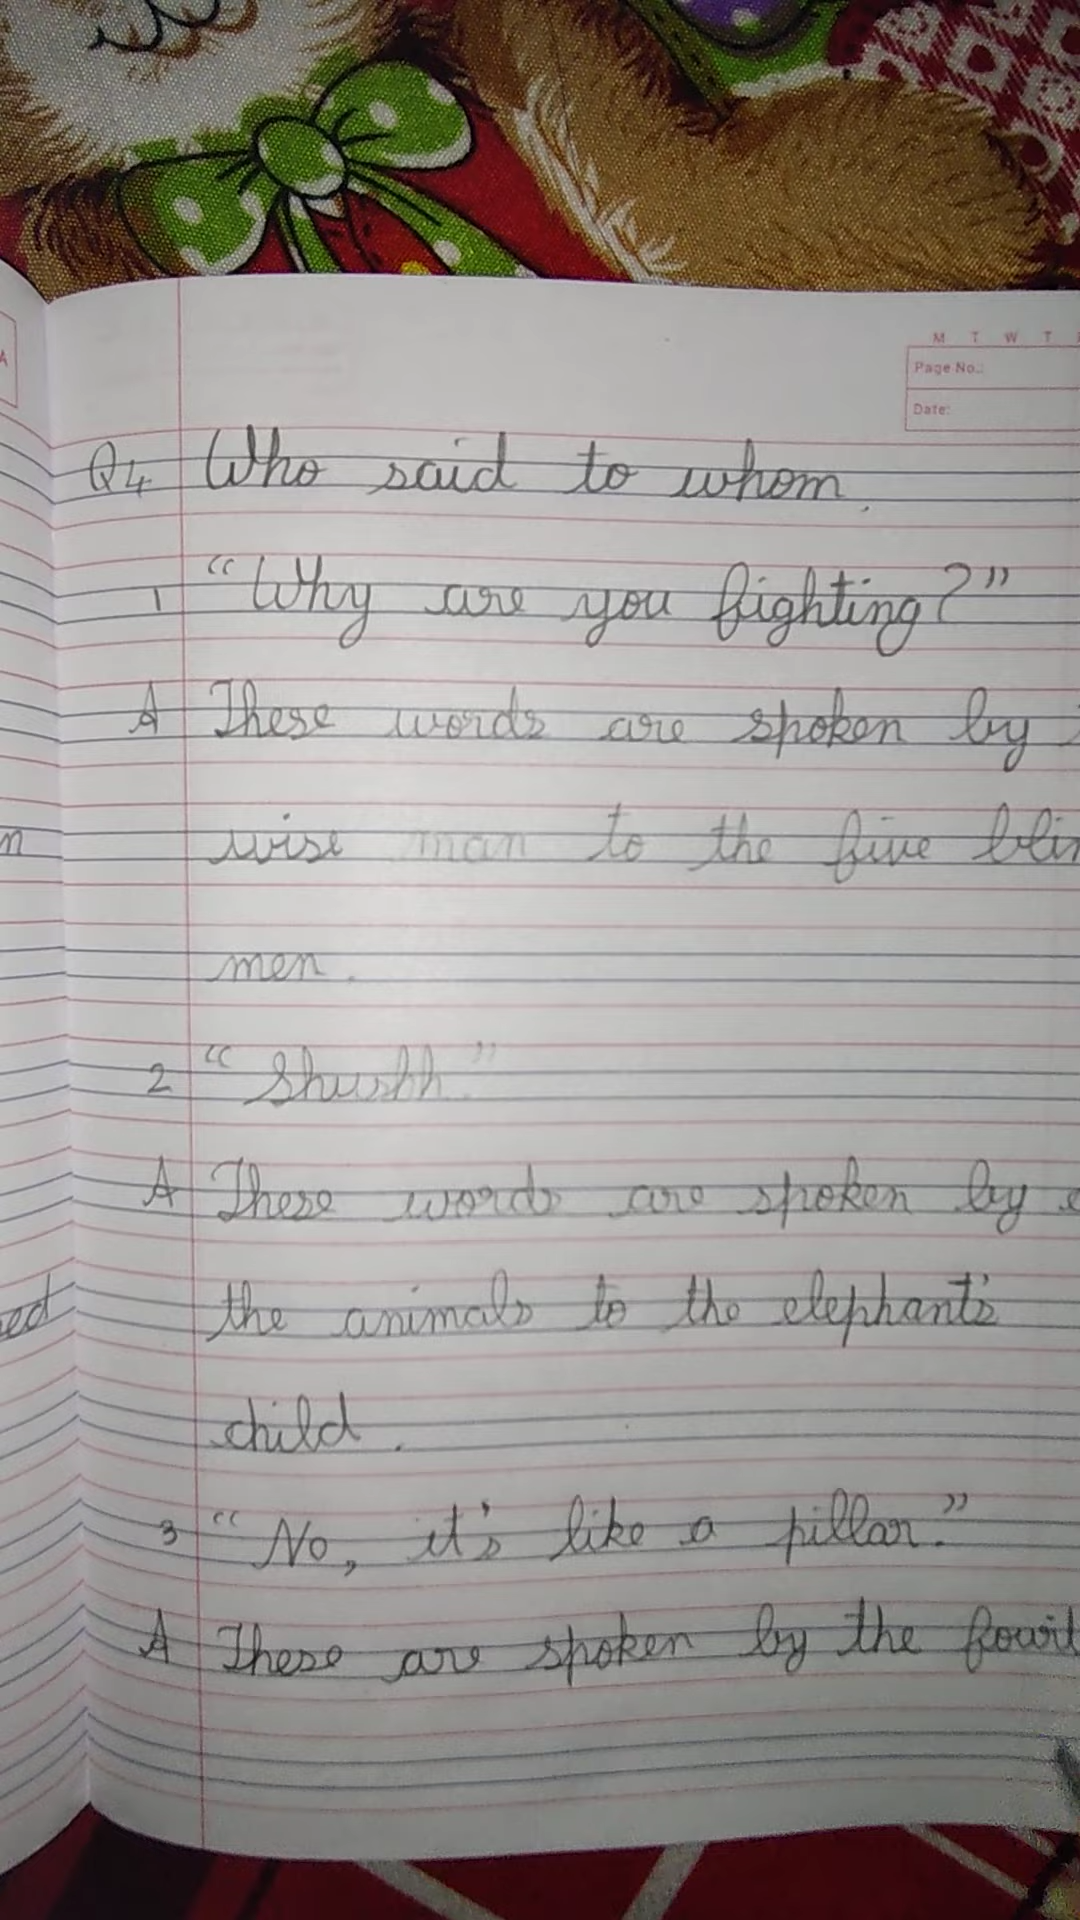 M T W T
Page No.:
Date:
Q4 Who said to whom.
1 "Why are you fighting?"
A These words are spoken by
wise man to the five
men.
2 "Shushh."
A These words are spoken by
the animals to the elephant's
child.
3 "No, it's like a pillar."
A These are spoken by the